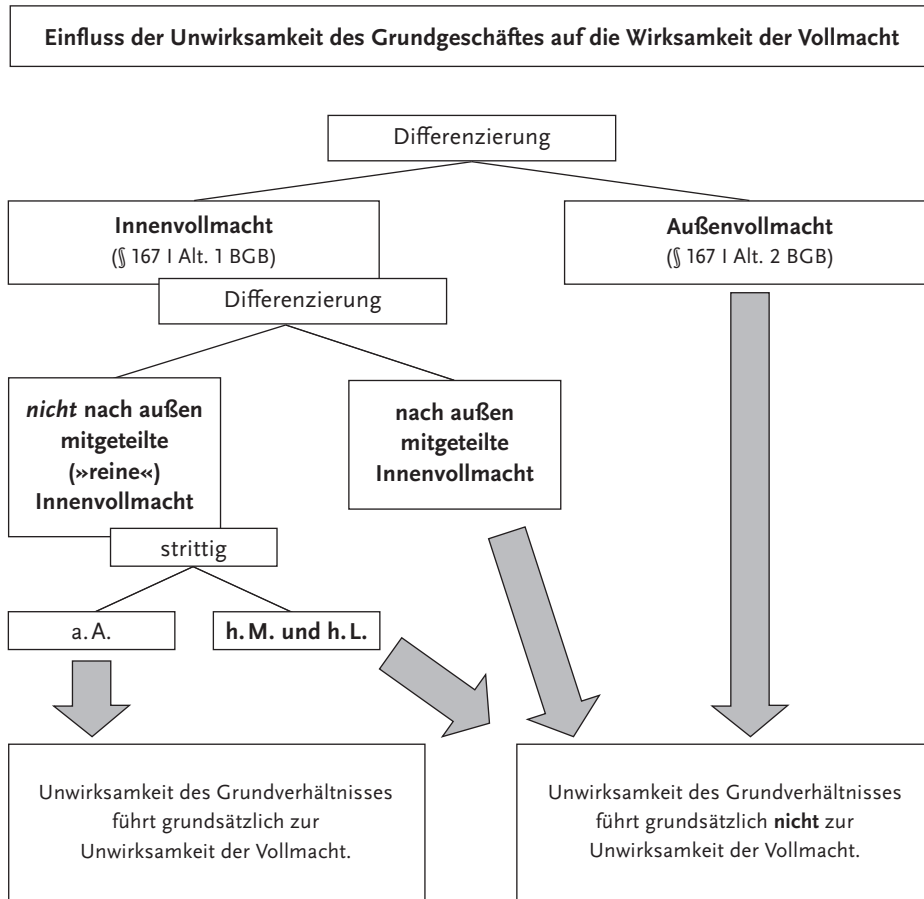 Einfluss der Unwirksamkeit des Grundgeschäftes auf die Wirksamkeit der Vollmacht
Differenzierung
Innenvollmacht
(§ 167 I Alt. 1 BGB)
Außenvollmacht
(§ 167 I Alt. 2 BGB)
Differenzierung
nicht nach außen
mitgeteilte
(»reine«)
Innenvollmacht
nach außen
mitgeteilte
Innenvollmacht
strittig
a. A.
h. M. und h. L.
Unwirksamkeit des Grundverhältnisses
führt grundsätzlich zur
Unwirksamkeit der Vollmacht.
Unwirksamkeit des Grundverhältnisses
führt grundsätzlich nicht zur
Unwirksamkeit der Vollmacht.